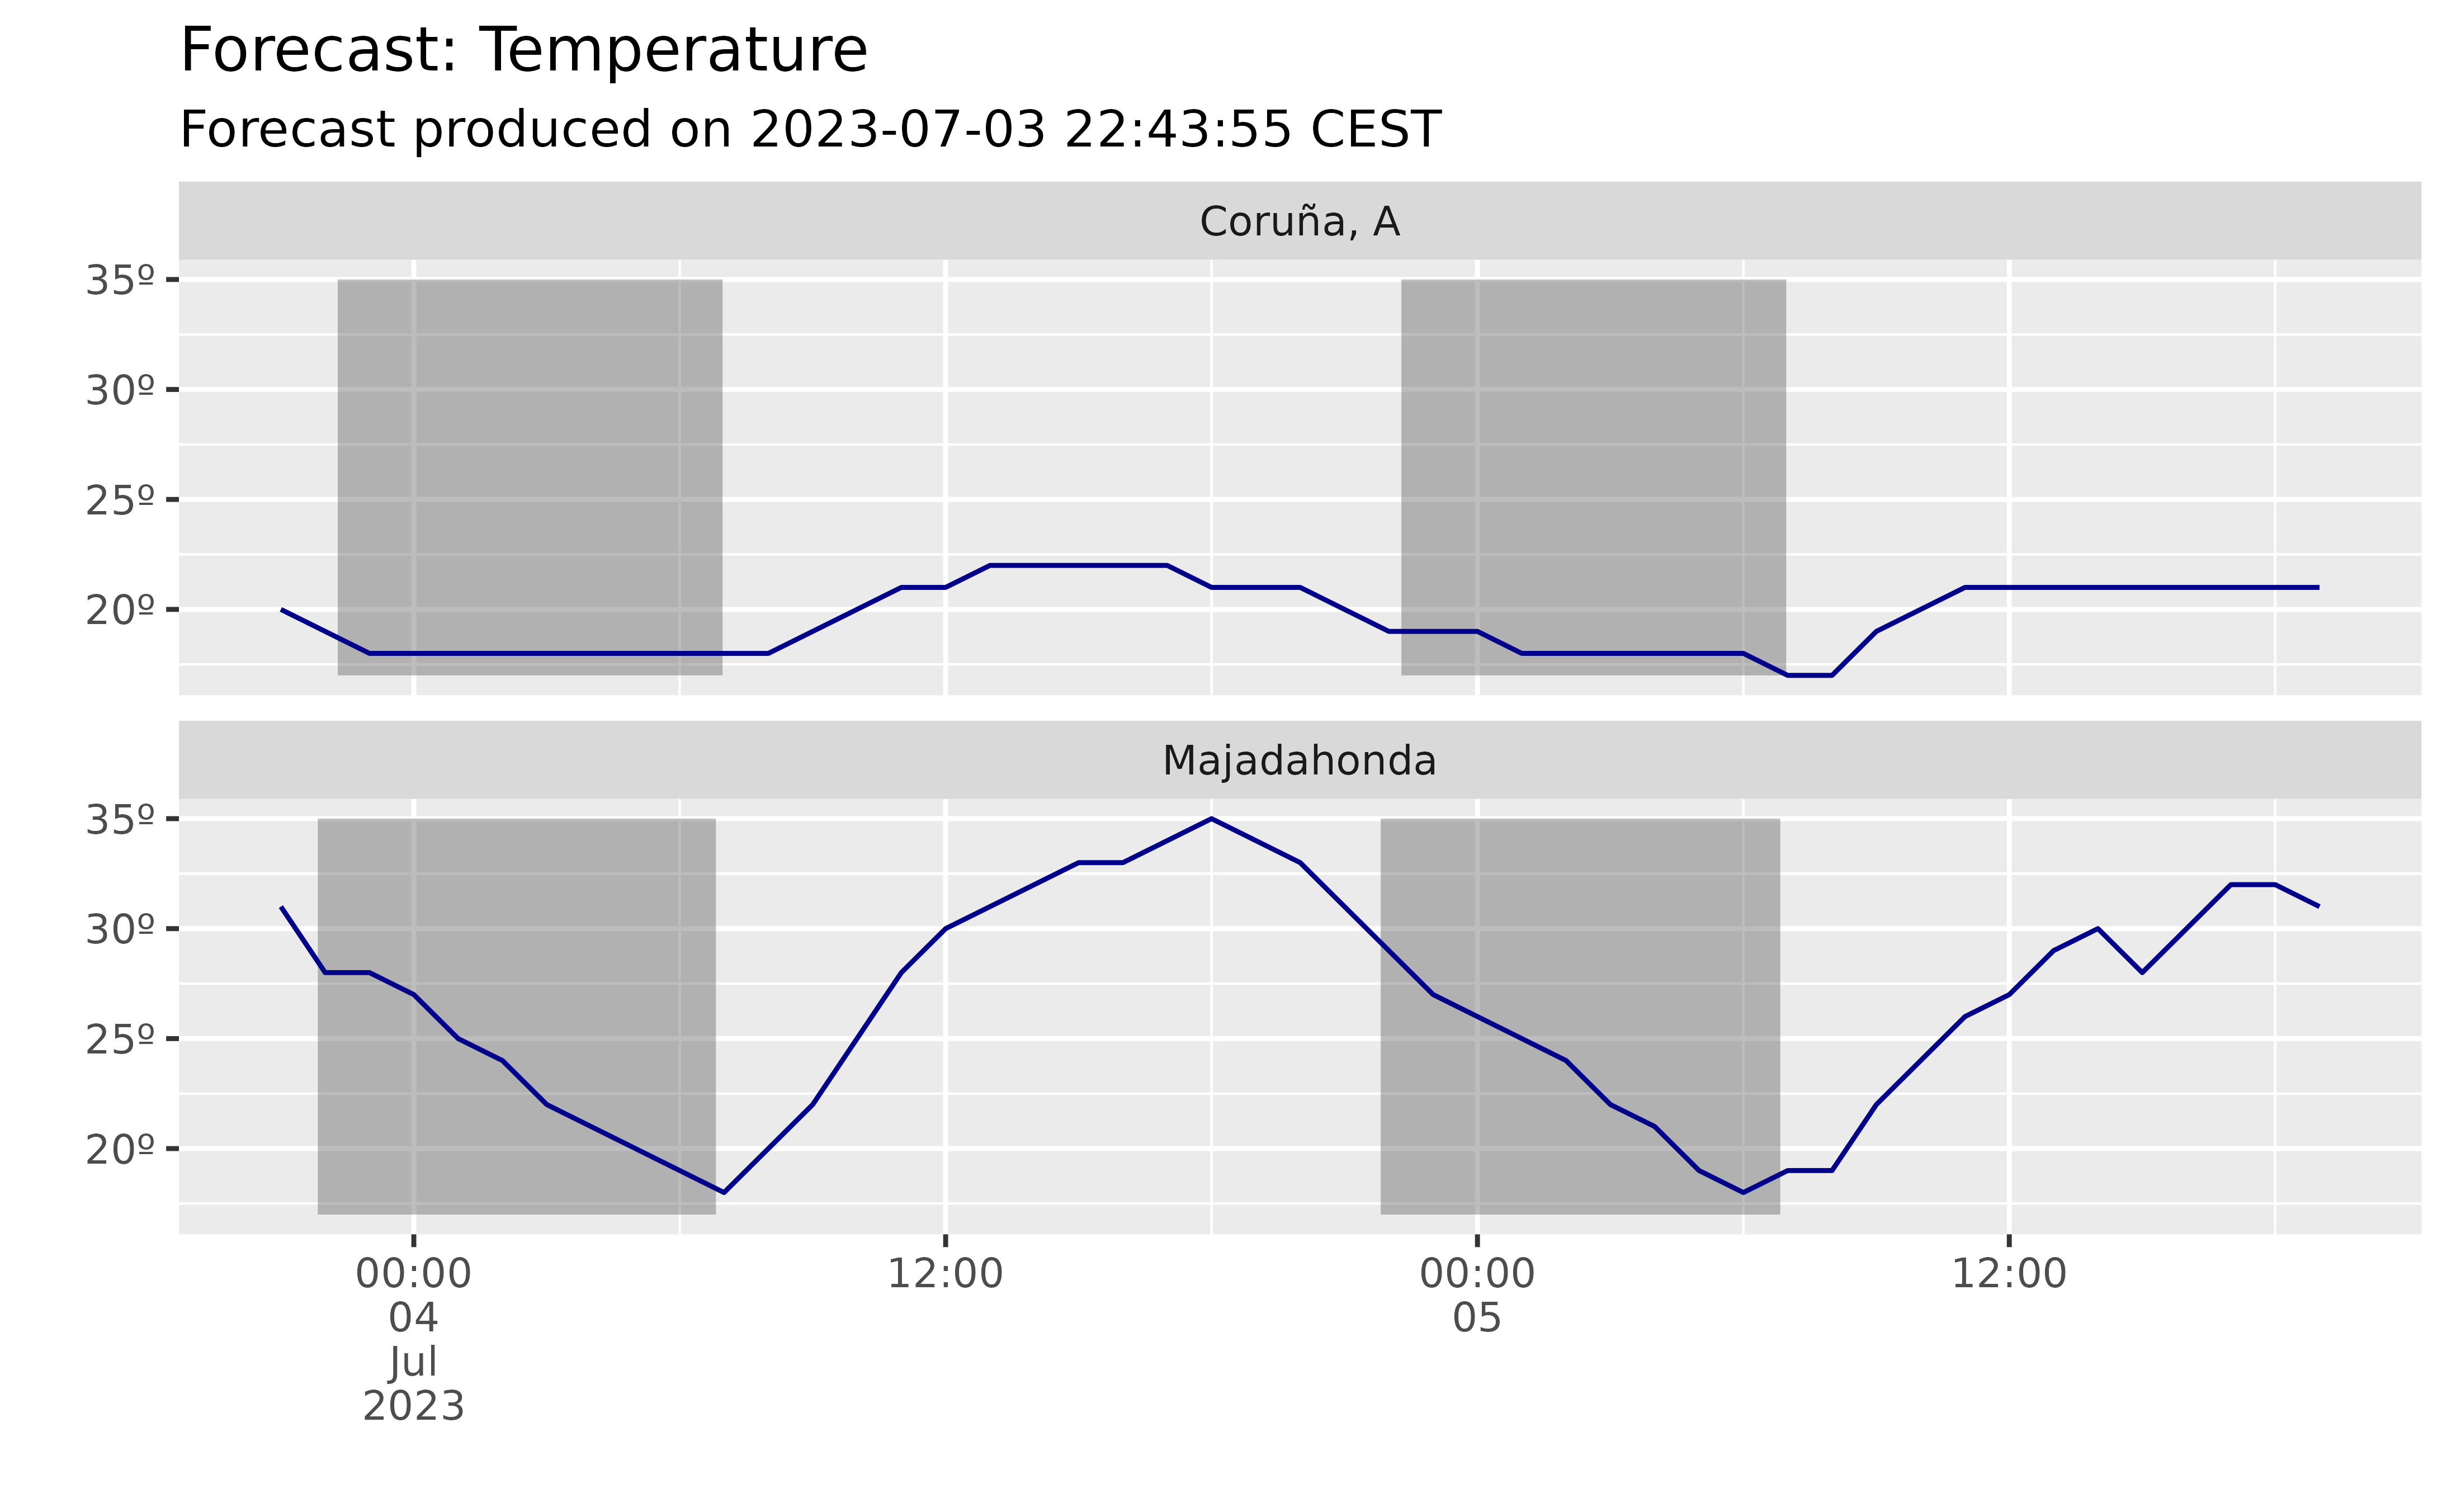 Forecast: Temperature
Forecast produced on 2023-07-03 22:43:55 CEST
Coruña, A
35º
30º
25º
20º
Majadahonda
35º
30º
25º
20º
00:00 12:00 00:00 12:00
04 05
Jul
2023